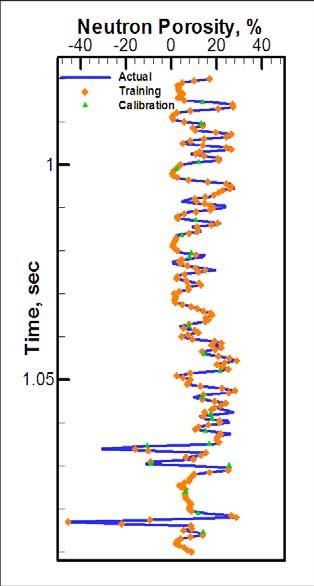 Neutron Porosity, %
-40 -20 0 20 40
Actual
Training
Calibration
1
1.05
Time, sec